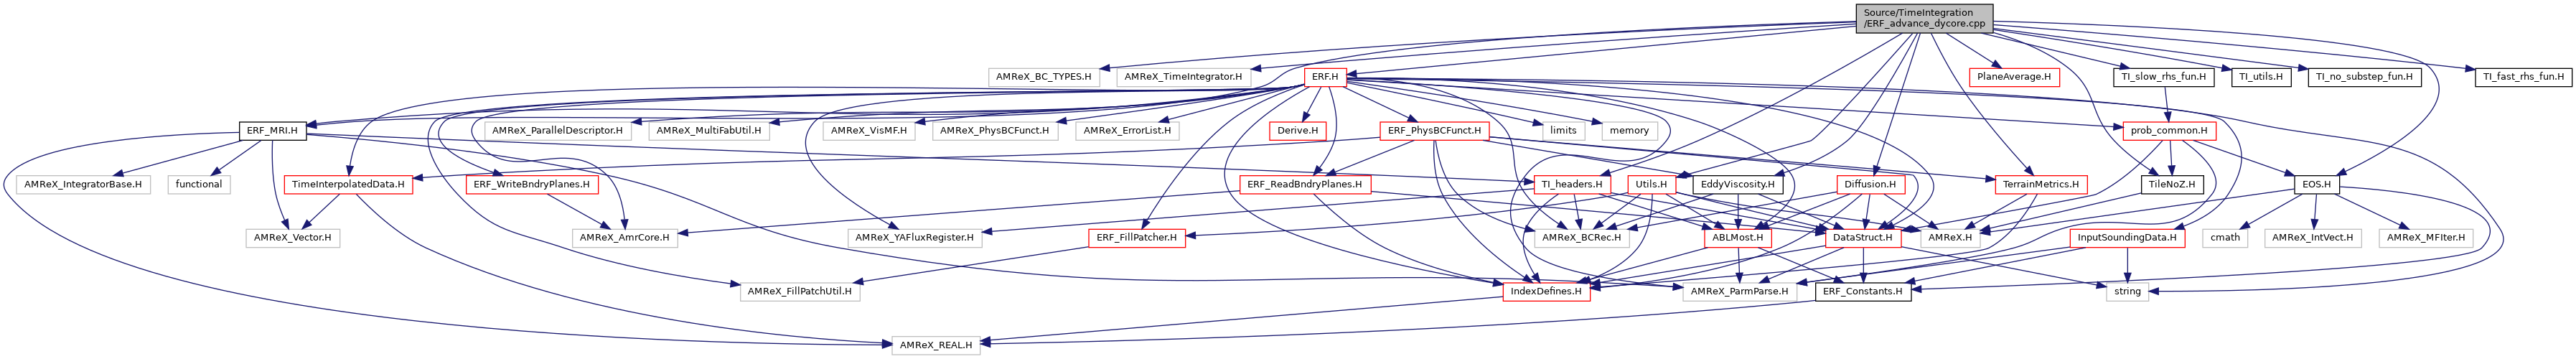 Source/TimeIntegration
/ERF_advance_dycore.cpp
AMReX_BC_TYPES.H
AMReX_TimeIntegrator.H
ERF.H
PlaneAverage.H
TI_slow_rhs_fun.H
TI_utils.H
TI_no_substep_fun.H
TI_fast_rhs_fun.H
ERF_MRI.H
AMReX_ParallelDescriptor.H
AMReX_MultiFabUtil.H
AMReX_VisMF.H
AMReX_PhysBCFunct.H
AMReX_ErrorList.H
Derive.H
ERF_PhysBCFunct.H
limits
memory
prob_common.H
AMReX_IntegratorBase.H
functional
TimeInterpolatedData.H
ERF_WriteBndryPlanes.H
ERF_ReadBndryPlanes.H
TI_headers.H
Utils.H
EddyViscosity.H
Diffusion.H
TerrainMetrics.H
TileNoZ.H
EOS.H
AMReX_Vector.H
AMReX_AmrCore.H
AMReX_YAFluxRegister.H
ERF_FillPatcher.H
AMReX_BCRec.H
ABLMost.H
DataStruct.H
AMReX.H
InputSoundingData.H
cmath
AMReX_IntVect.H
AMReX_MFIter.H
AMReX_FillPatchUtil.H
IndexDefines.H
AMReX_ParmParse.H
ERF_Constants.H
string
AMReX_REAL.H